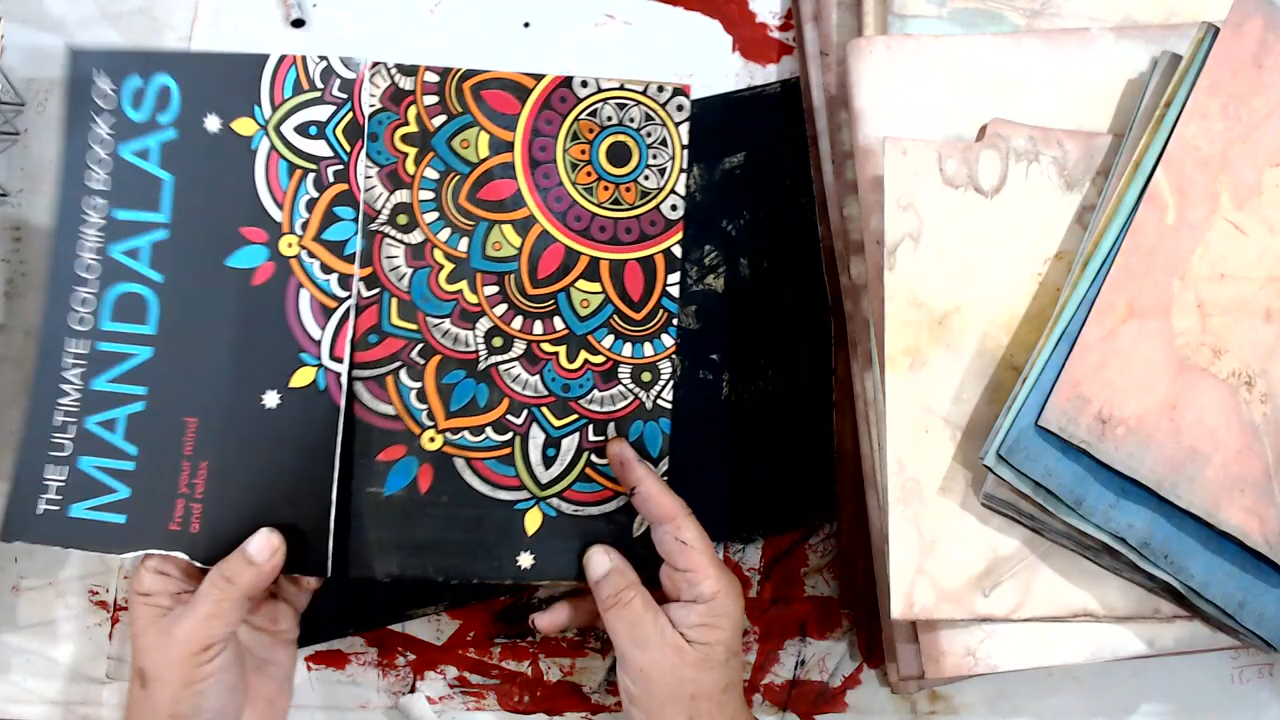 THE ULTIMATE COLORING BOOK OF
MANDALAS
Free your mind
and relax